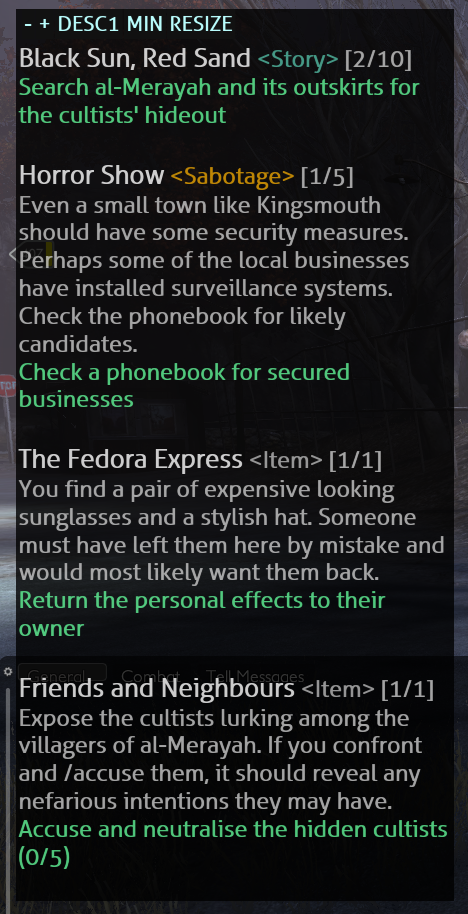 - + DESC1 MIN RESIZE
Black Sun, Red Sand <Story> [2/10]
Search al-Merayah and its outskirts for
the cultists' hideout
Horror Show <Sabotage> [1/5]
Even a small town like Kingsmouth
should have some security measures.
Perhaps some of the local businesses
have installed surveillance systems.
Check the phonebook for likely
candidates.
Check a phonebook for secured
businesses
The Fedora Express <Item> [1/1]
You find a pair of expensive looking
sunglasses and a stylish hat. Someone
must have left them here by mistake and
would most likely want them back.
Return the personal effects to their
owner
General Combat Tell Messages
Friends and Neighbours <Item> [1/1]
Expose the cultists lurking among the
villagers of al-Merayah. If you confront
and /accuse them, it should reveal any
nefarious intentions they may have.
Accuse and neutralise the hidden cultists
(0/5)